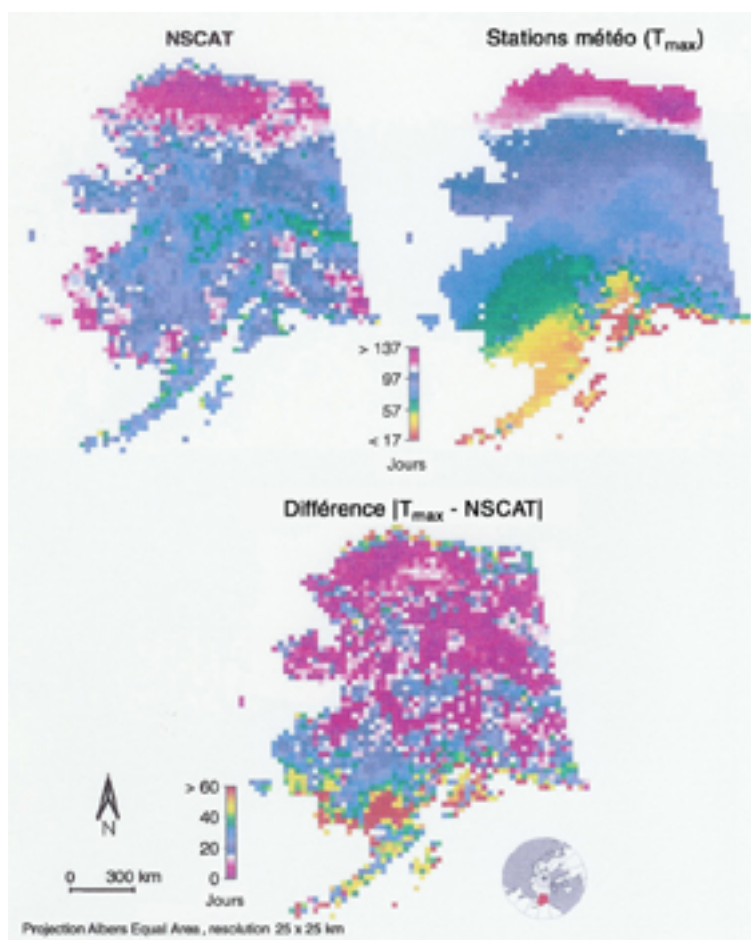 NSCAT
Stations météo (Tmax)
> 137
97
57
< 17
Jours
Différence |Tmax - NSCAT|
> 60
40
20
0
Jours
N
0 300 km
Projection Albers Equal Area, resolution 25 x 25 km